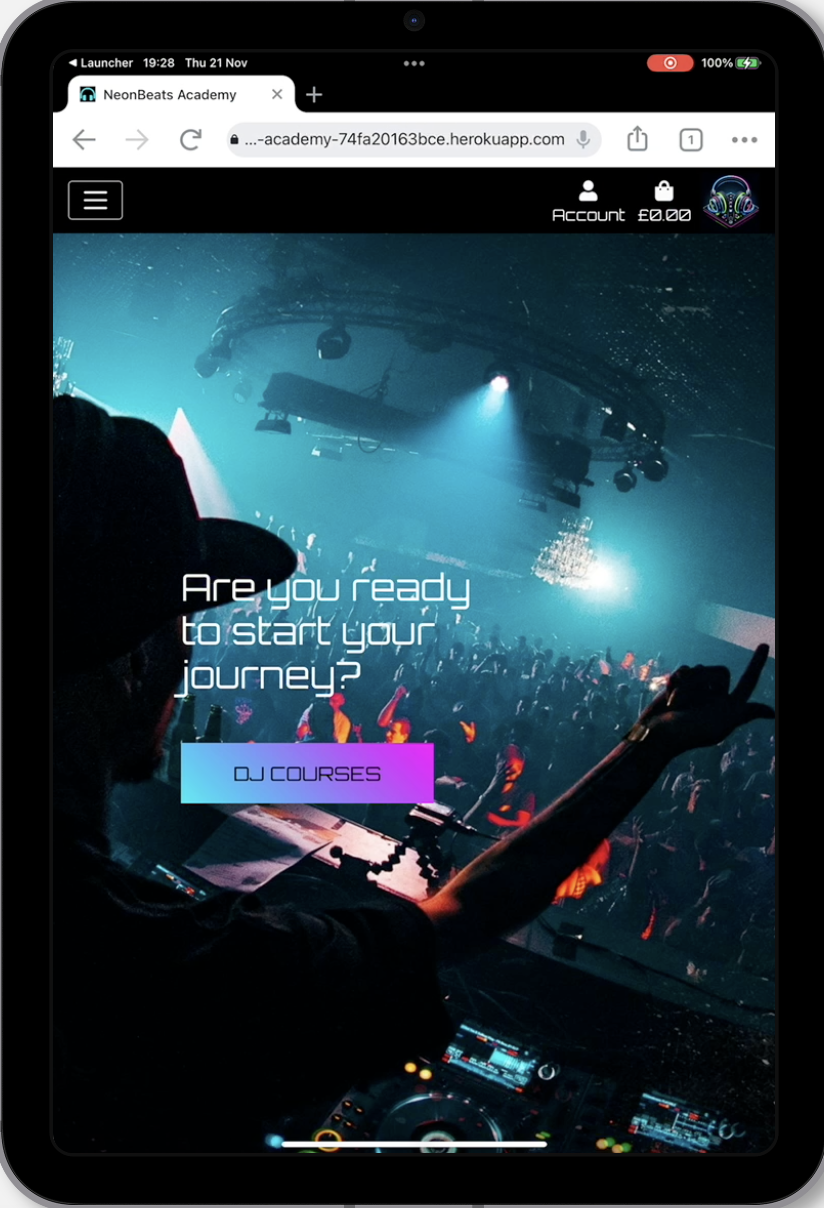 Launcher 19:28 Thu 21 Nov
100%
NeonBeats Academy
...-academy-74fa20163bce.herokuapp.com
1
Account £0.00
Are you ready
to start your
journey?
DJ COURSES